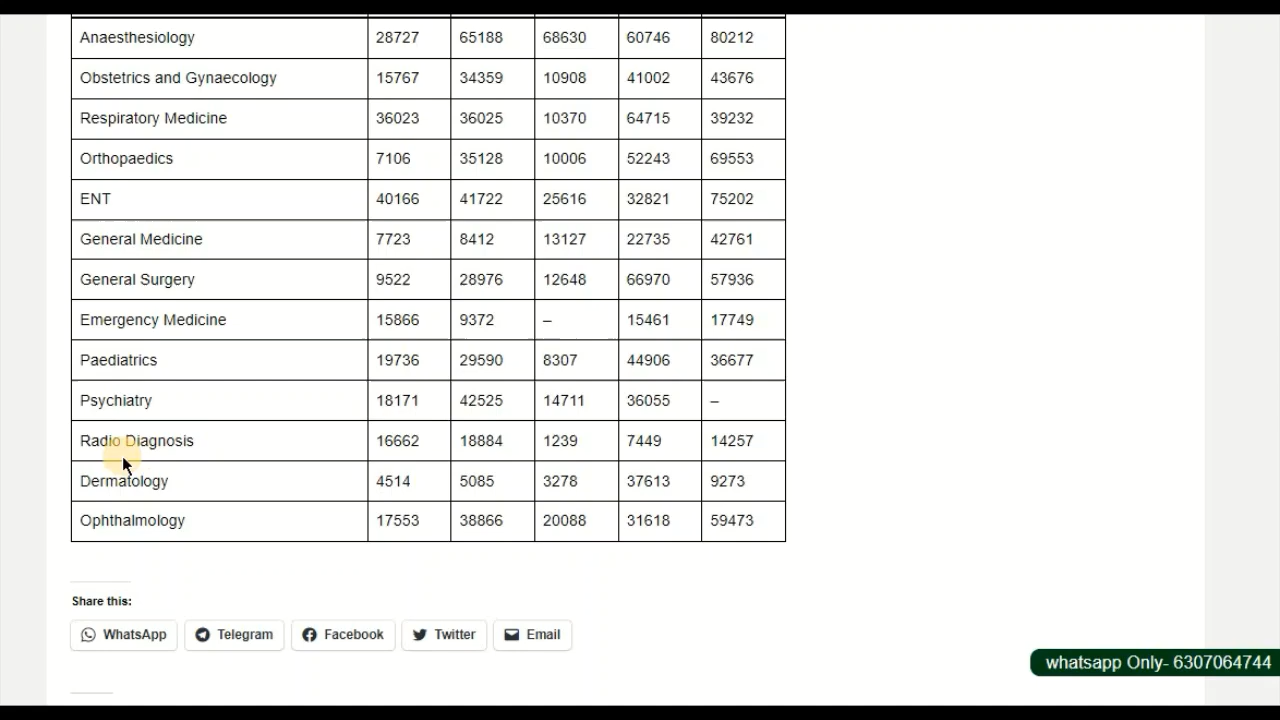 Anaesthesiology 28727 65188 68630 60746 80212
Obstetrics and Gynaecology 15767 34359 10908 41002 43676
Respiratory Medicine 36023 36025 10370 64715 39232
Orthopaedics 7106 35128 10006 52243 69553
ENT 40166 41722 25616 32821 75202
General Medicine 7723 8412 13127 22735 42761
General Surgery 9522 28976 12648 66970 57936
Emergency Medicine 15866 9372 – 15461 17749
Paediatrics 19736 29590 8307 44906 36677
Psychiatry 18171 42525 14711 36055 –
Radio Diagnosis 16662 18884 1239 7449 14257
Dermatology 4514 5085 3278 37613 9273
Ophthalmology 17553 38866 20088 31618 59473
Share this:
WhatsApp Telegram Facebook Twitter Email
whatsapp Only- 6307064744